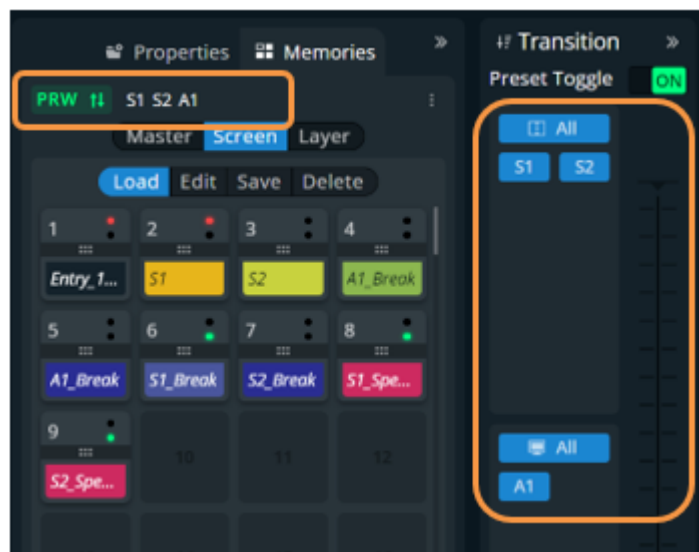 Properties Memories »
PRW S1 S2 A1
Master Screen Layer
Load Edit Save Delete
1 2 3 4
Entry_1... S1 S2 A1_Break
5 6 7 8
A1_Break S1_Break S2_Break S1_Spe...
9 10 11 12
S2_Spe...
Transition »
Preset Toggle ON
All
S1 S2
All
A1